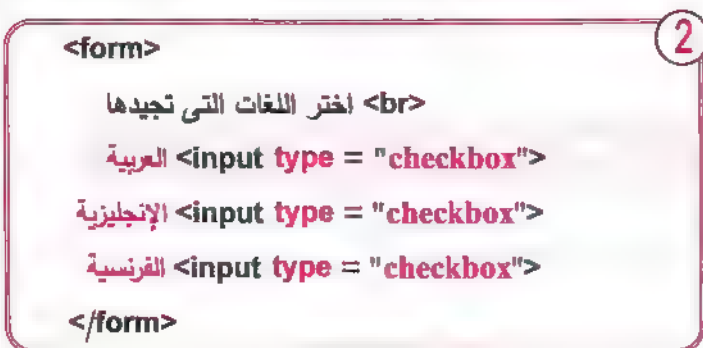 2
<form>
<br> اختر اللغات التى تجيدها
العربية <input type = "checkbox">
الإنجليزية <input type = "checkbox">
الفرنسية <input type = "checkbox">
</form>